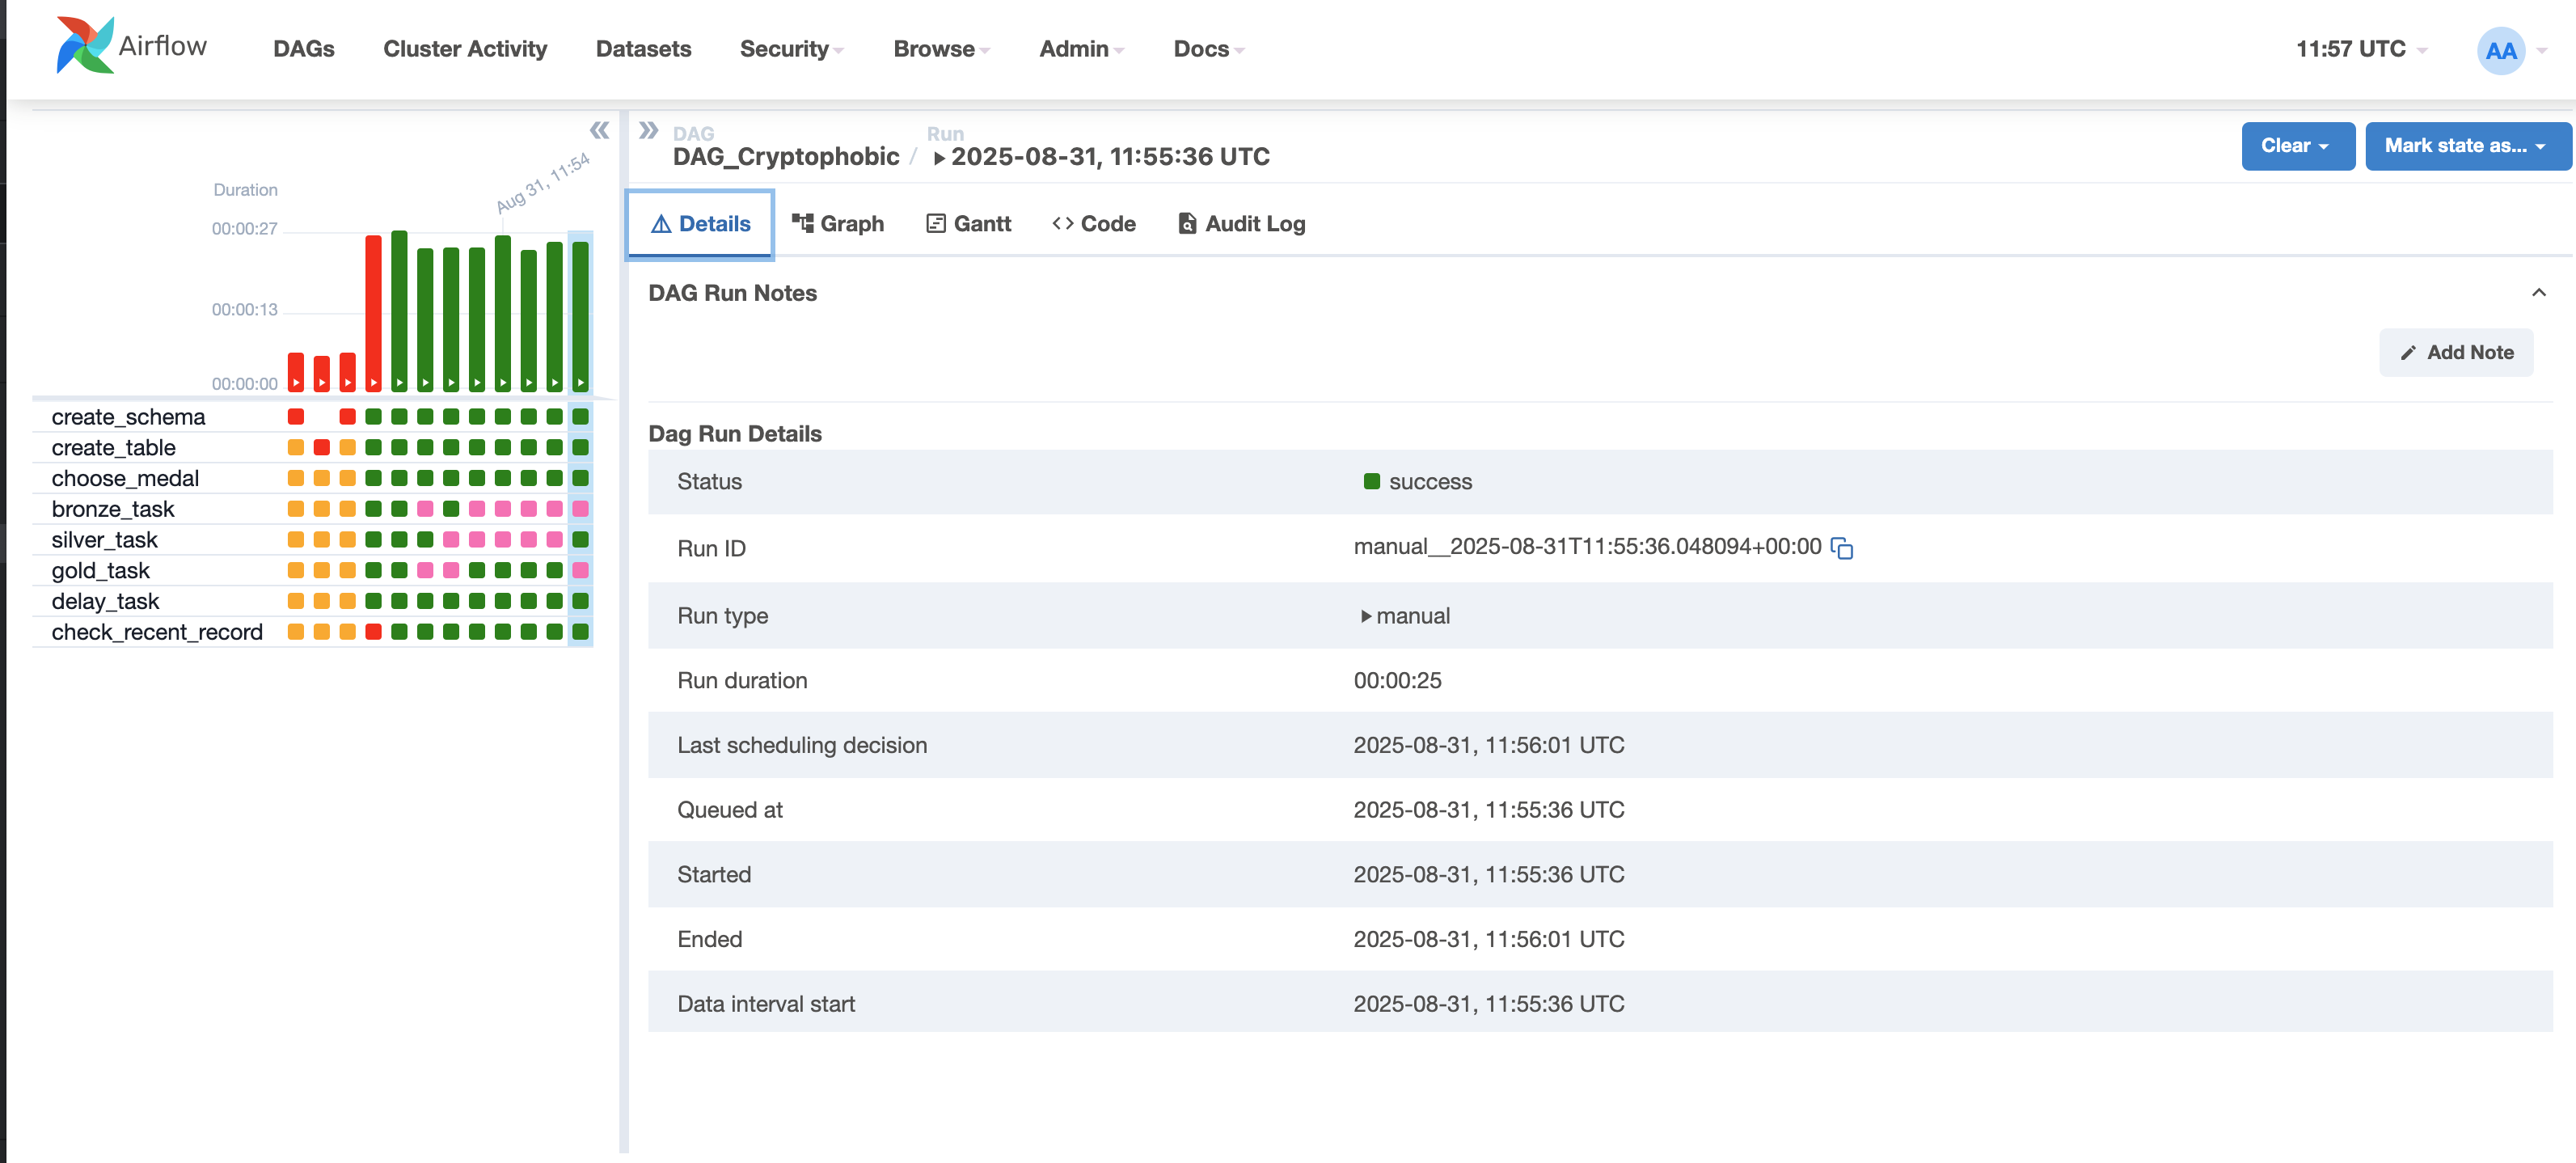 Airflow
DAGs
Cluster Activity
Datasets
Security
Browse
Admin
Docs
11:57 UTC
AA
Duration
Aug 31, 11:54
00:00:27
00:00:13
00:00:00
create_schema
create_table
choose_medal
bronze_task
silver_task
gold_task
delay_task
check_recent_record
DAG
DAG_Cryptophobic
/
Run
2025-08-31, 11:55:36 UTC
Clear
Mark state as...
Details
Graph
Gantt
Code
Audit Log
DAG Run Notes
Add Note
Dag Run Details
Status success
Run ID manual__2025-08-31T11:55:36.048094+00:00
Run type manual
Run duration 00:00:25
Last scheduling decision 2025-08-31, 11:56:01 UTC
Queued at 2025-08-31, 11:55:36 UTC
Started 2025-08-31, 11:55:36 UTC
Ended 2025-08-31, 11:56:01 UTC
Data interval start 2025-08-31, 11:55:36 UTC